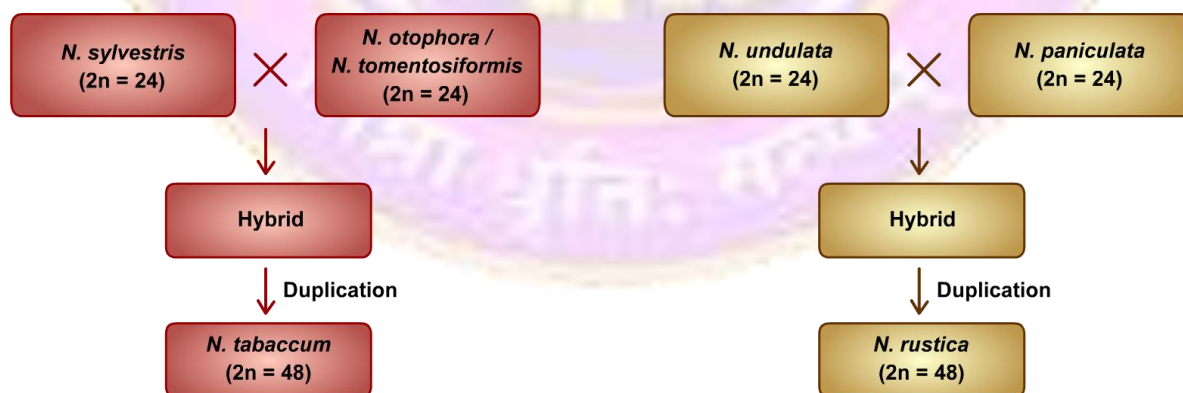 N. sylvestris
(2n = 24)
N. otophora /
N. tomentosiformis
(2n = 24)
Hybrid
Duplication
N. tabaccum
(2n = 48)
N. undulata
(2n = 24)
N. paniculata
(2n = 24)
Hybrid
Duplication
N. rustica
(2n = 48)